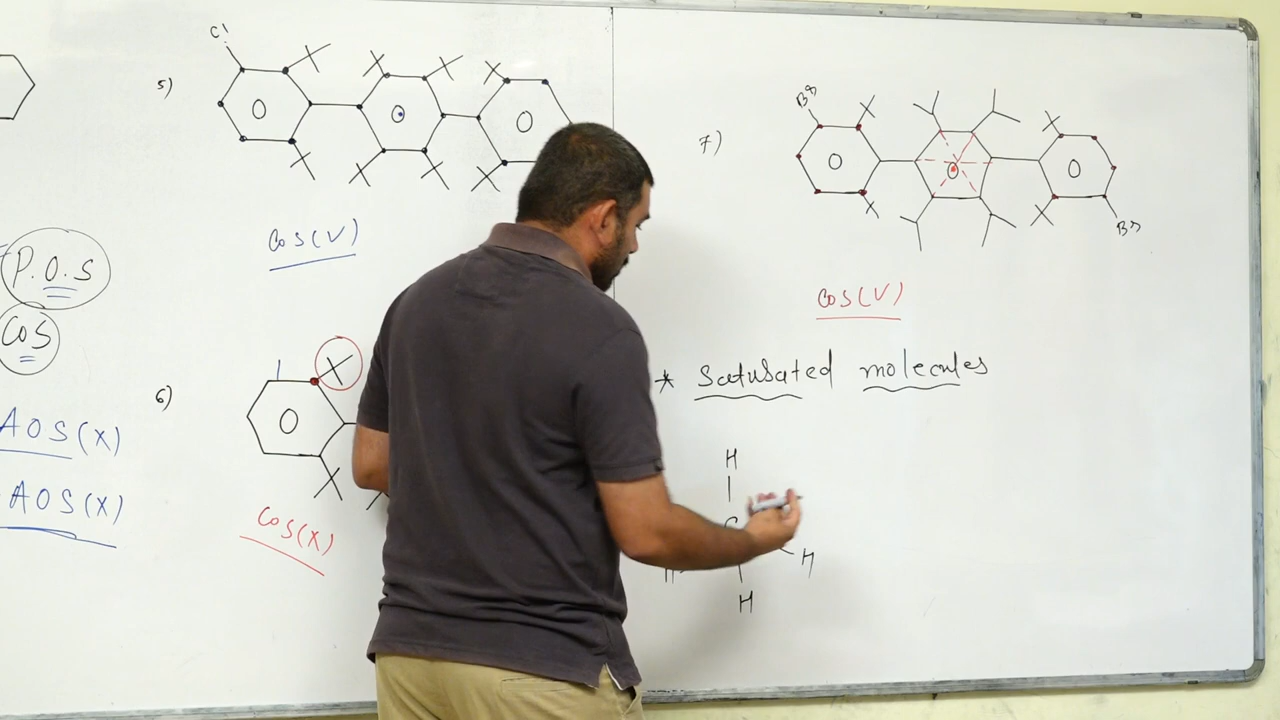 P.O.S
COS
AOS(X)
AOS(X)
5)
Cl
O
O
O
COS(V)
6)
O
COS(X)
7)
Br
O
O
O
Br
COS(V)
* Saturated molecules
H
C
H
H
H